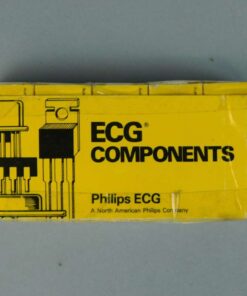 ECG®
COMPONENTS
Philips ECG
A North American Philips Company